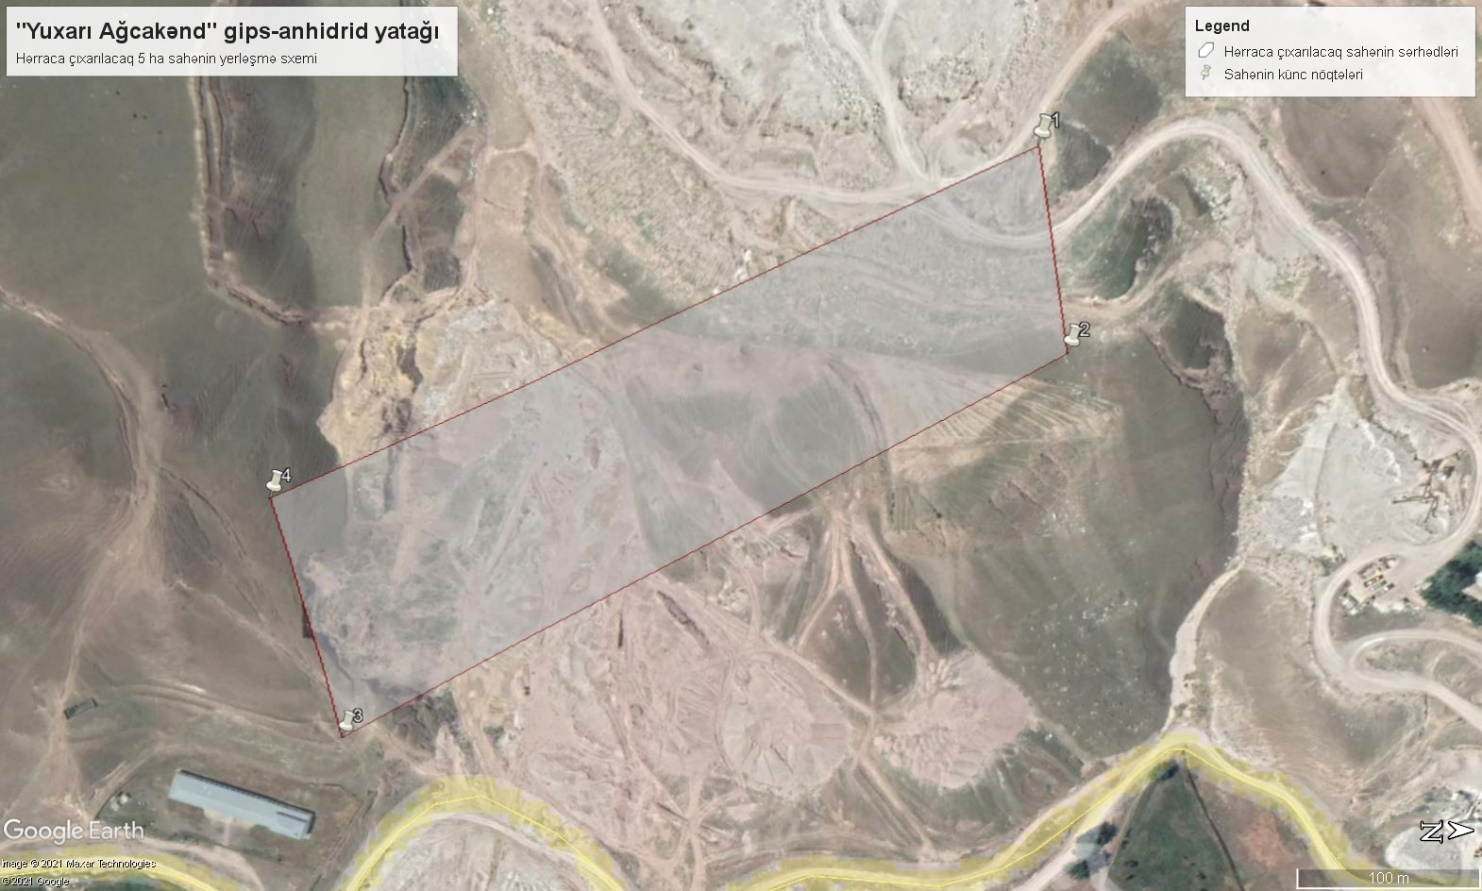 "Yuxarı Ağcakənd" gips-anhidrid yatağı
Hərraca çıxarılacaq 5 ha sahənin yerləşmə sxemi
Legend
Hərraca çıxarılacaq sahənin sərhədləri
Sahənin künc nöqtələri
1
2
4
3
Google Earth
Image © 2021 Maxar Technologies
© 2021 Google
N
100 m